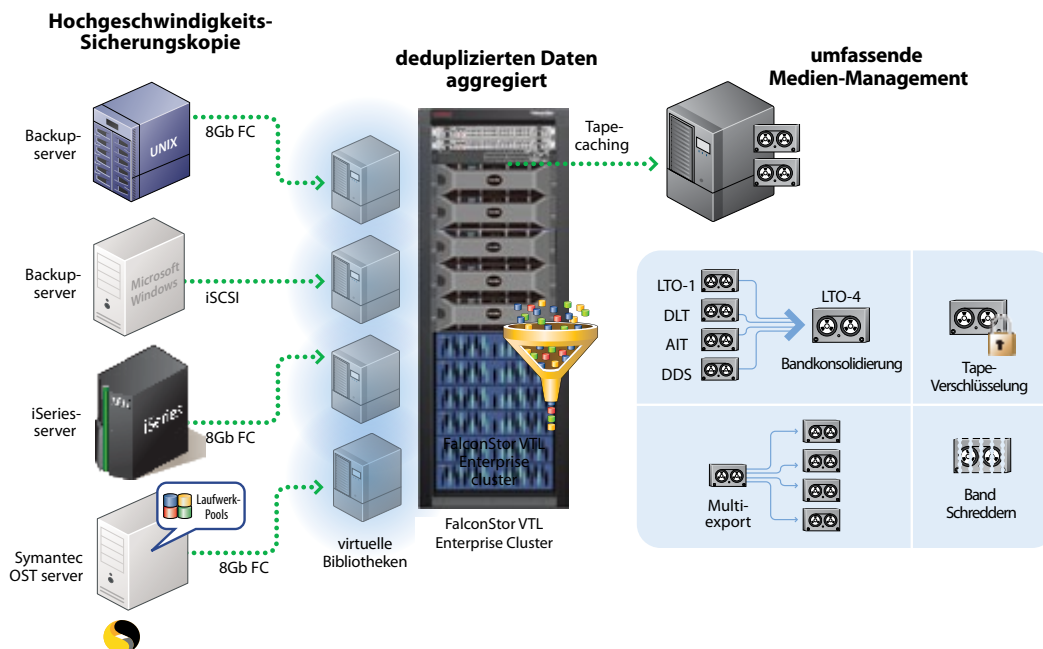 Hochgeschwindigkeits-
Sicherungskopie
Backup-
server
UNIX
8Gb FC
Backup-
server
Microsoft
Windows
iSCSI
iSeries-
server
iSeries
8Gb FC
Symantec
OST server
Laufwerk-
Pools
8Gb FC
virtuelle
Bibliotheken
deduplizierten Daten
aggregiert
FalconStor VTL
Enterprise
cluster
FalconStor VTL
Enterprise Cluster
Tape-
caching
umfassende
Medien-Management
LTO-1
DLT
AIT
DDS
LTO-4
Bandkonsolidierung
Tape-
Verschlüsselung
Multi-
export
Band
Schreddern